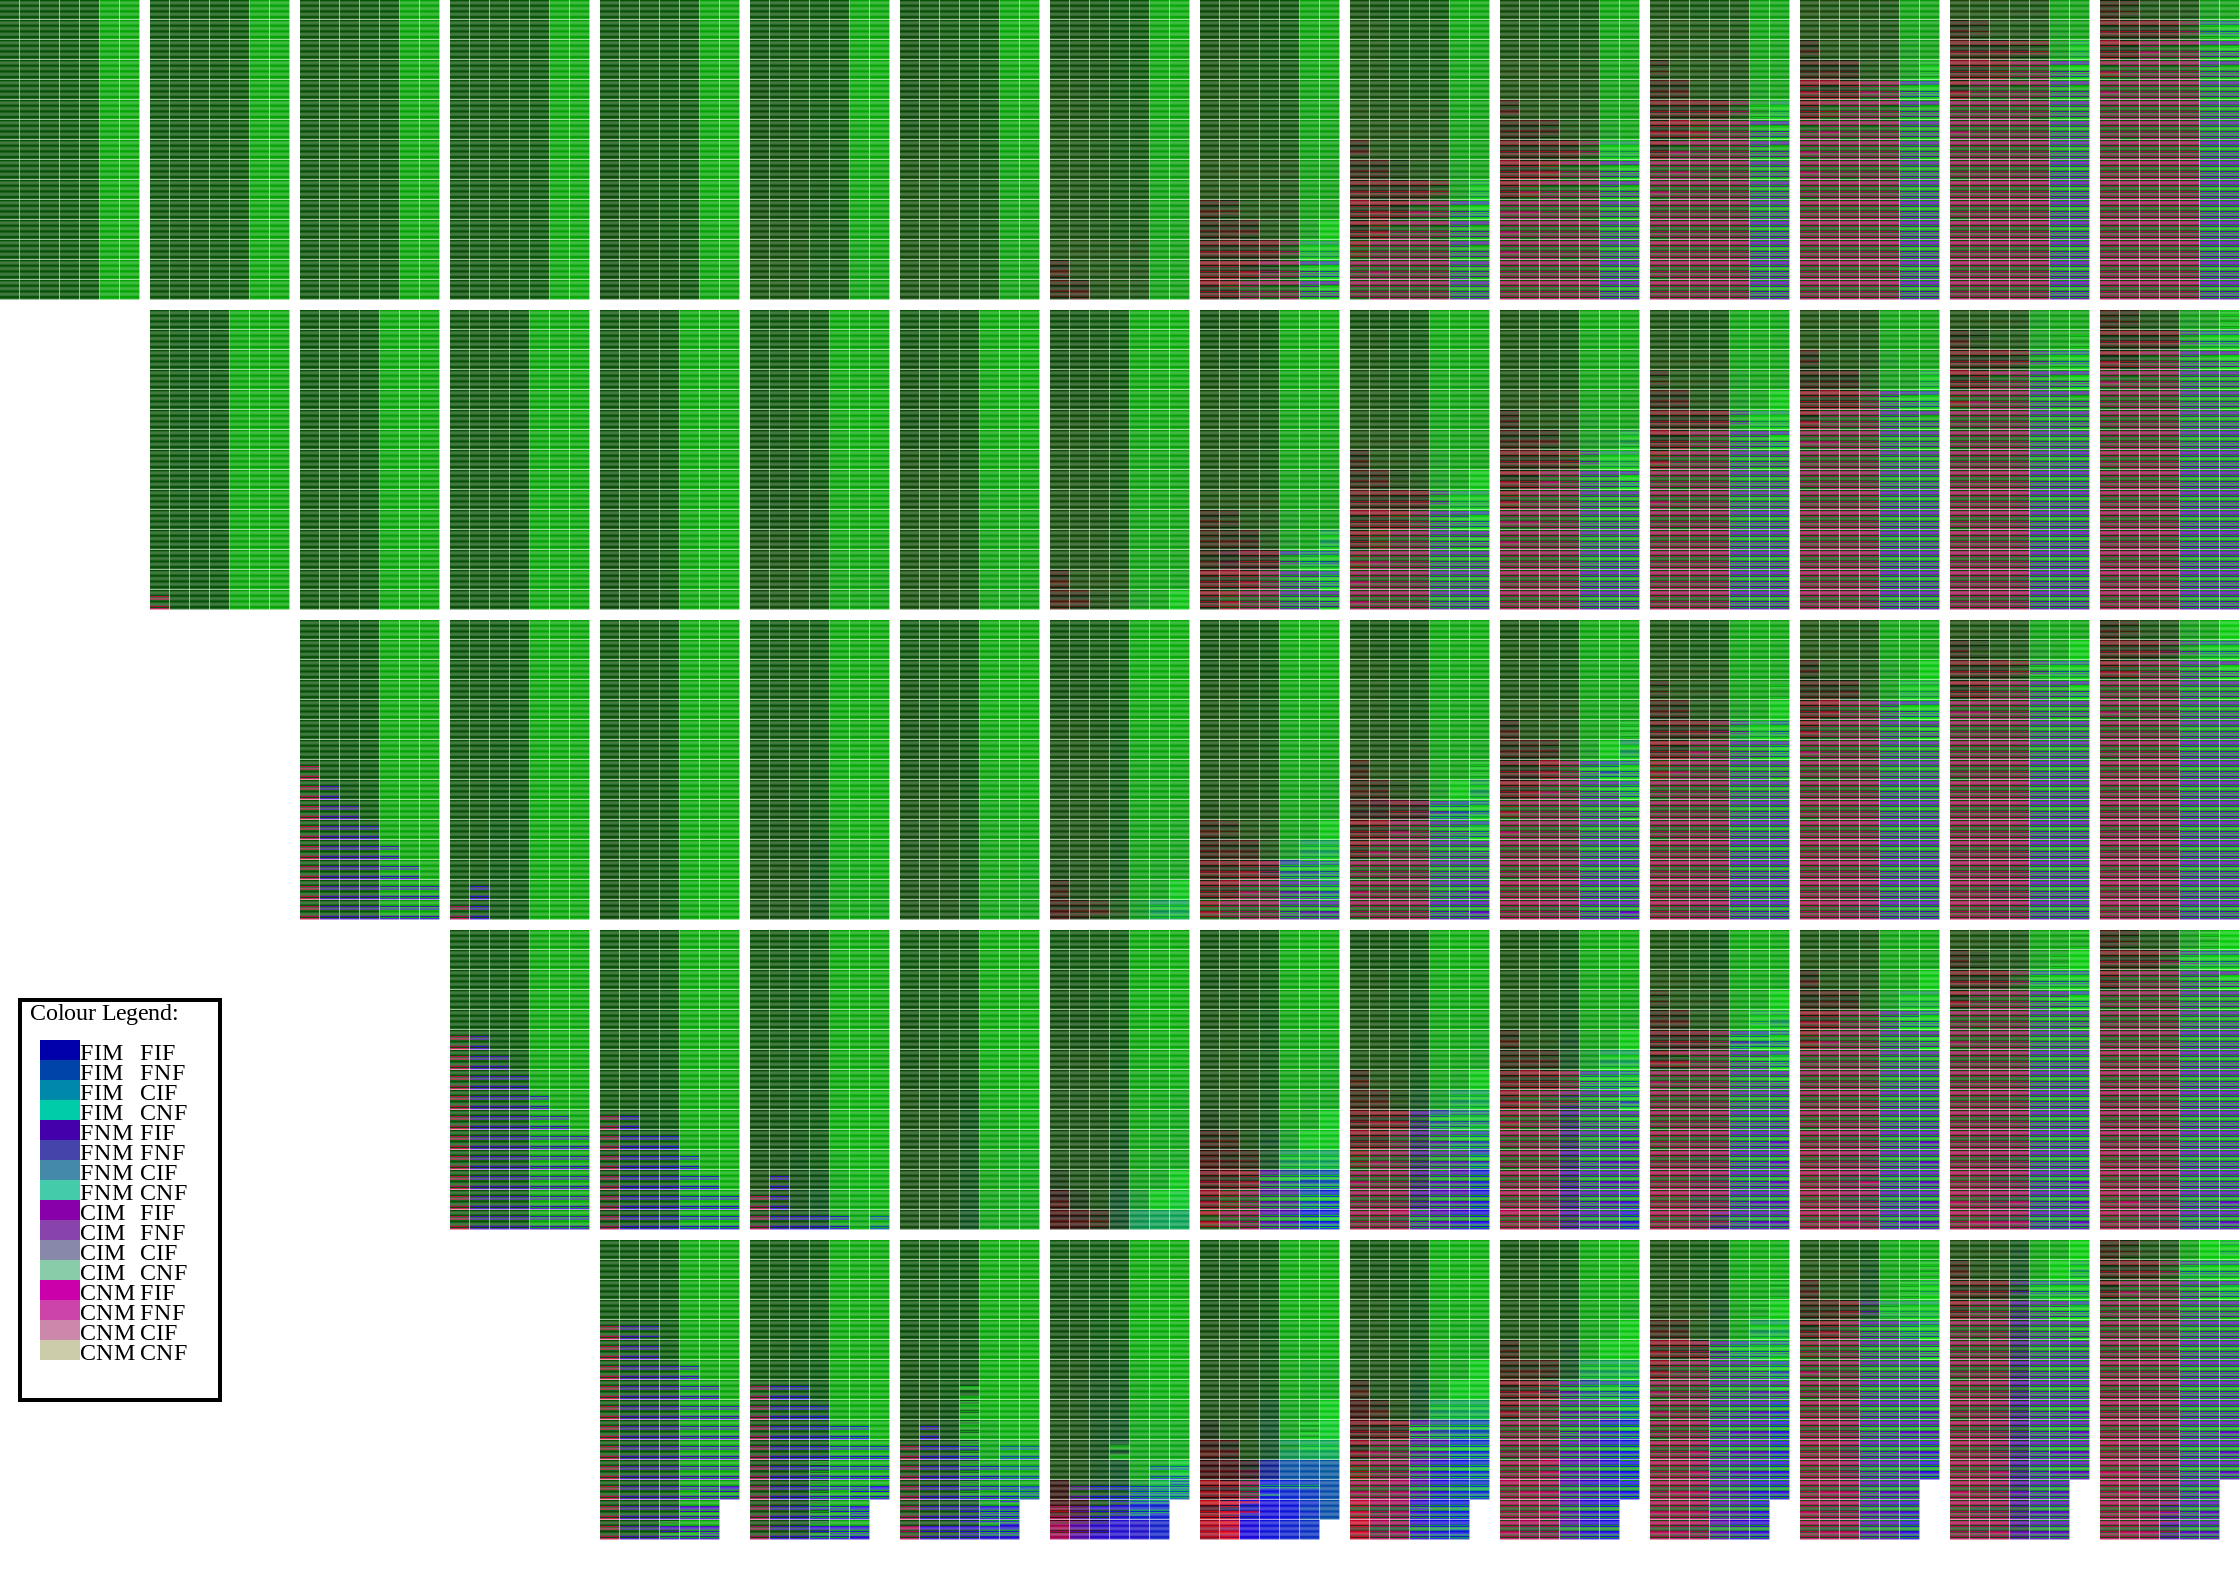 Colour Legend:
FIM FIF
FIM FNF
FIM CIF
FIM CNF
FNM FIF
FNM FNF
FNM CIF
FNM CNF
CIM FIF
CIM FNF
CIM CIF
CIM CNF
CNM FIF
CNM FNF
CNM CIF
CNM CNF